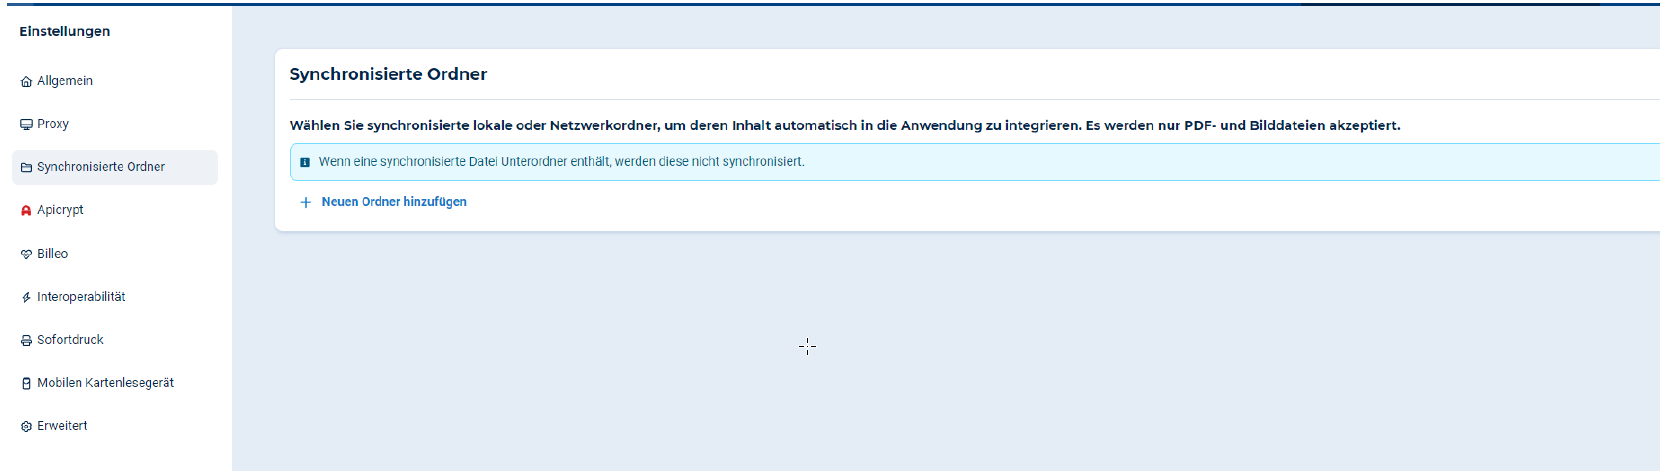 Einstellungen
Allgemein
Proxy
Synchronisierte Ordner
Apicrypt
Billeo
Interoperabilität
Sofortdruck
Mobilen Kartenlesegerät
Erweitert
Synchronisierte Ordner
Wählen Sie synchronisierte lokale oder Netzwerkordner, um deren Inhalt automatisch in die Anwendung zu integrieren. Es werden nur PDF- und Bilddateien akzeptiert.
Wenn eine synchronisierte Datei Unterordner enthält, werden diese nicht synchronisiert.
Neuen Ordner hinzufügen